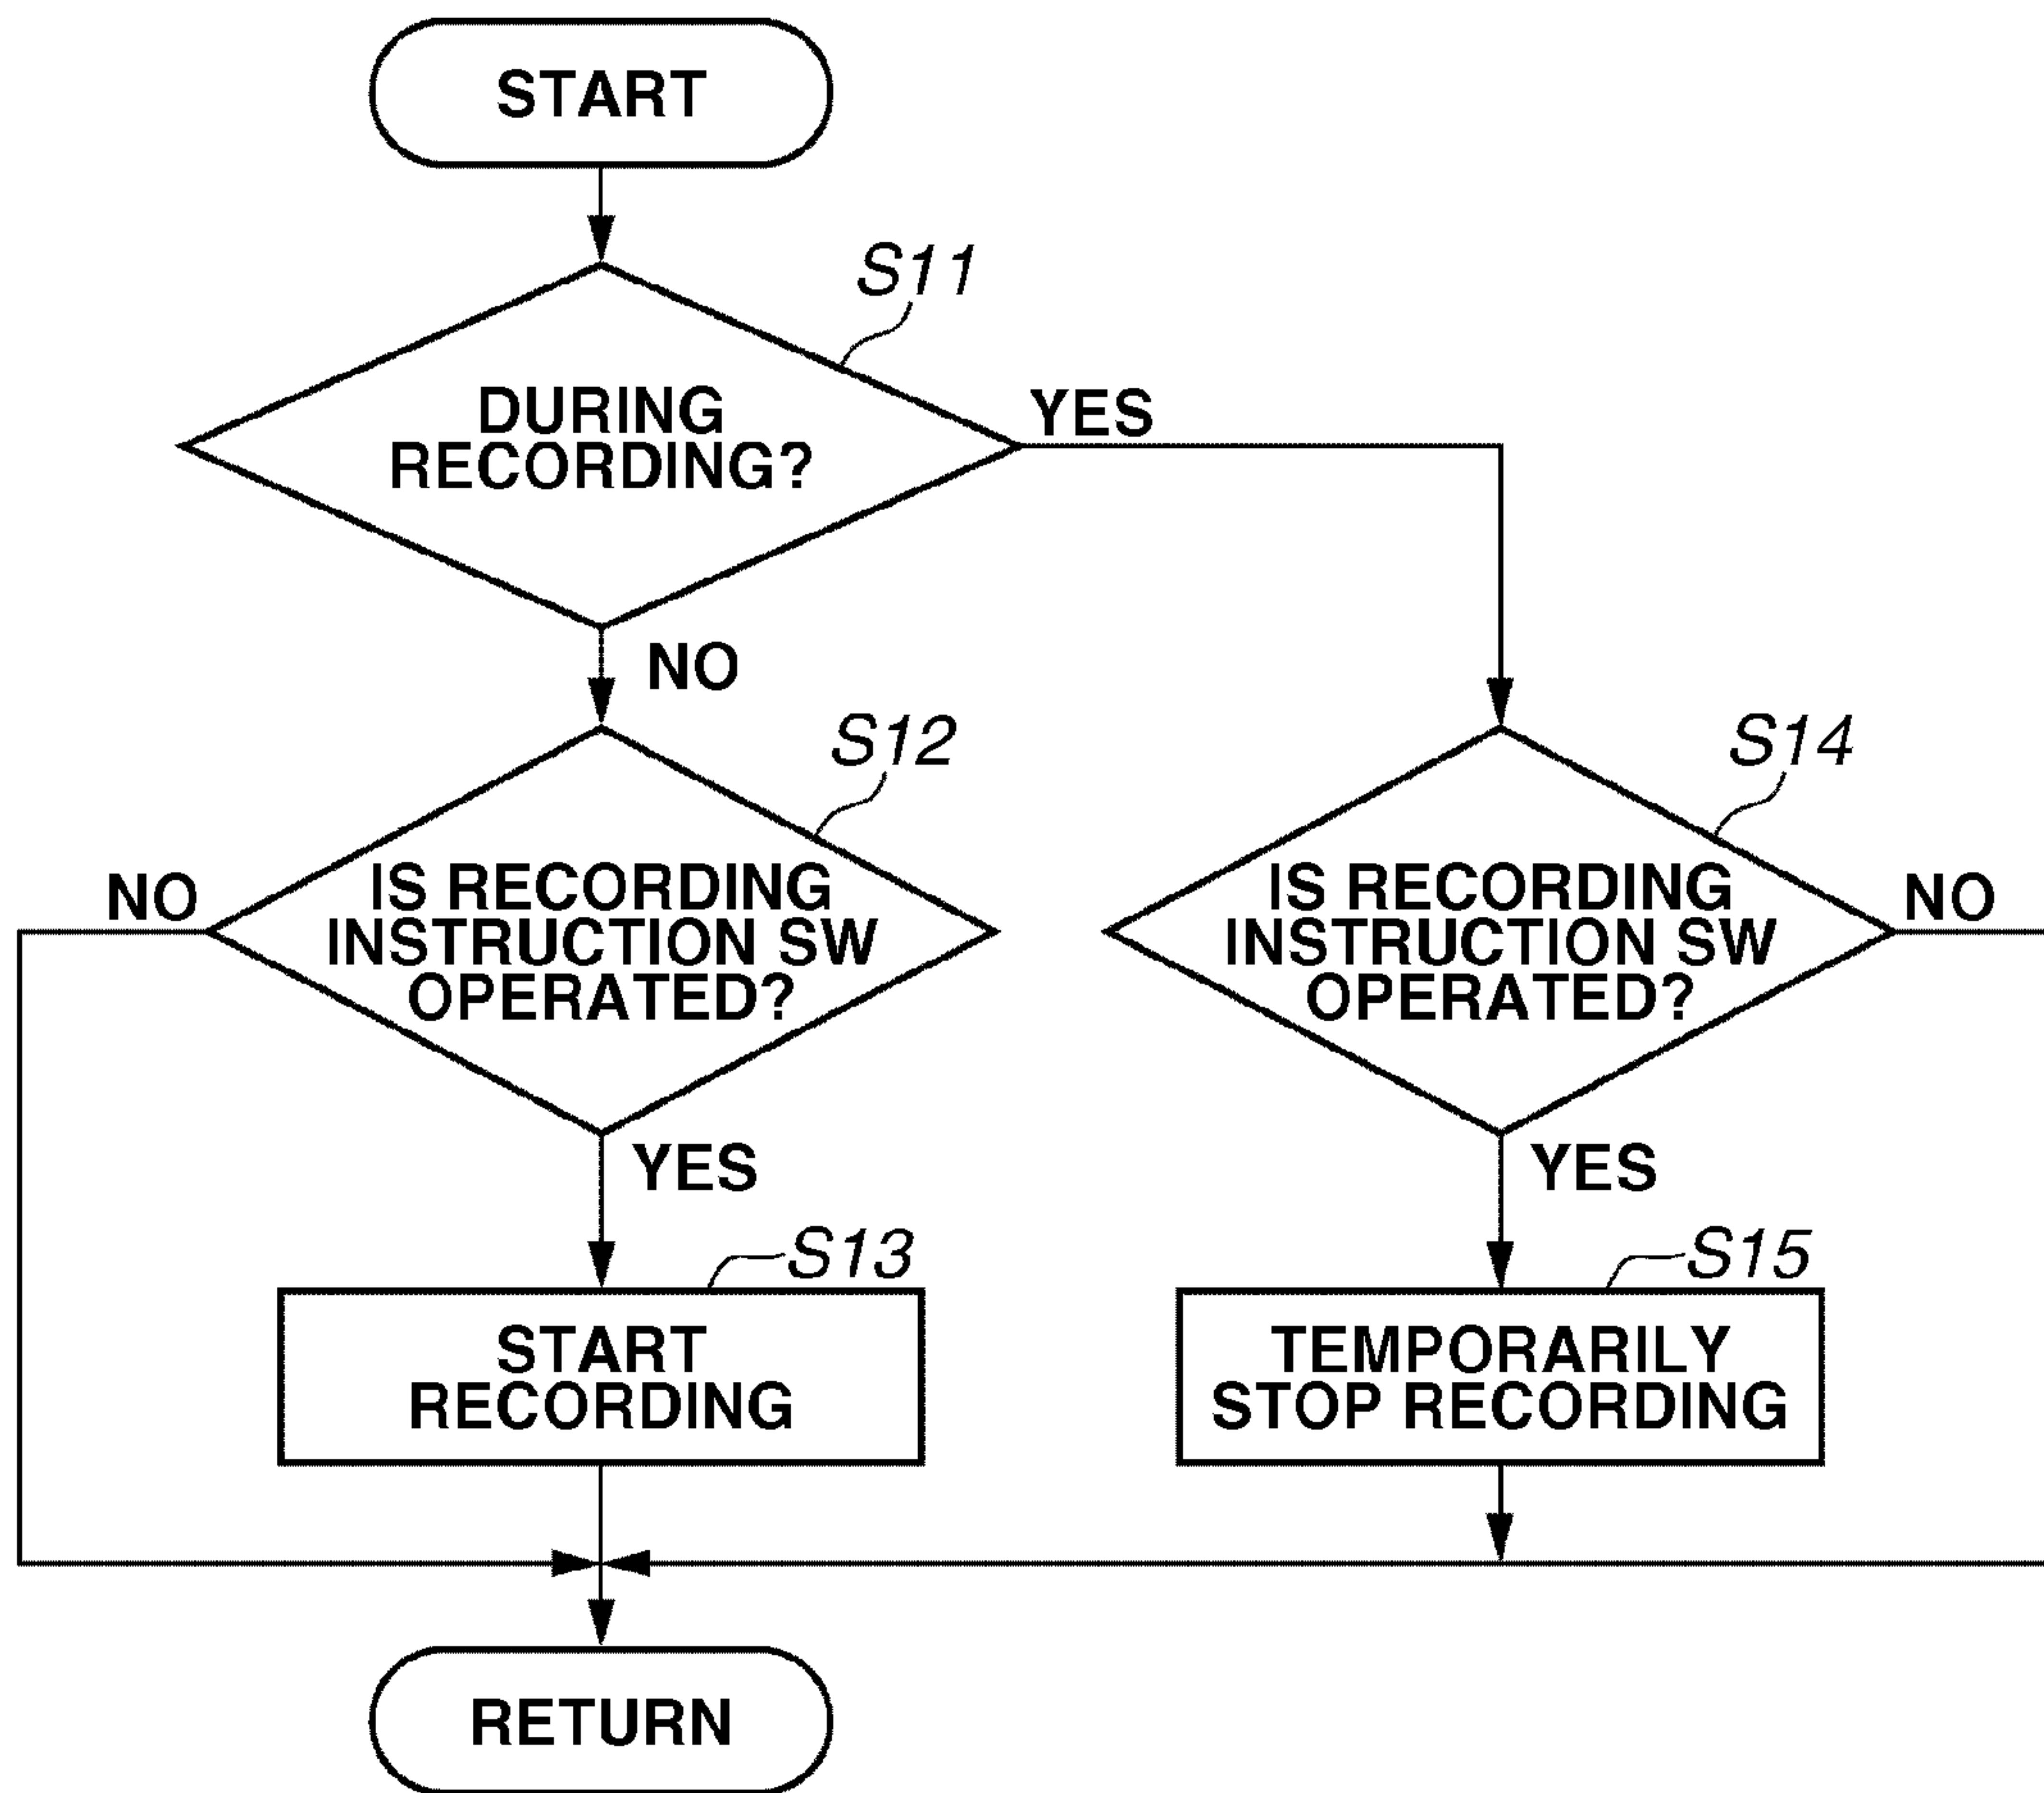 START
S11
DURING
RECORDING?
YES
NO
S12
S14
NO
IS RECORDING
INSTRUCTION SW
OPERATED?
IS RECORDING
INSTRUCTION SW
OPERATED?
NO
YES
YES
S13
S15
START
RECORDING
TEMPORARILY
STOP RECORDING
RETURN